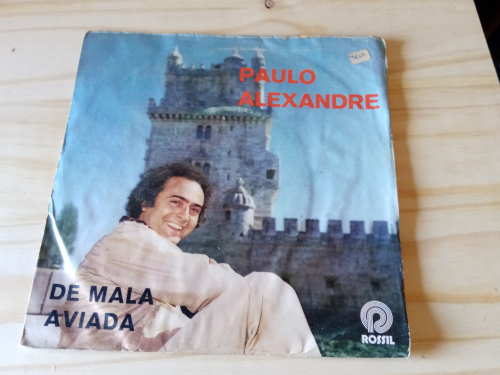 PAULO
ALEXANDRE
DE MALA
AVIADA
ROSSIL